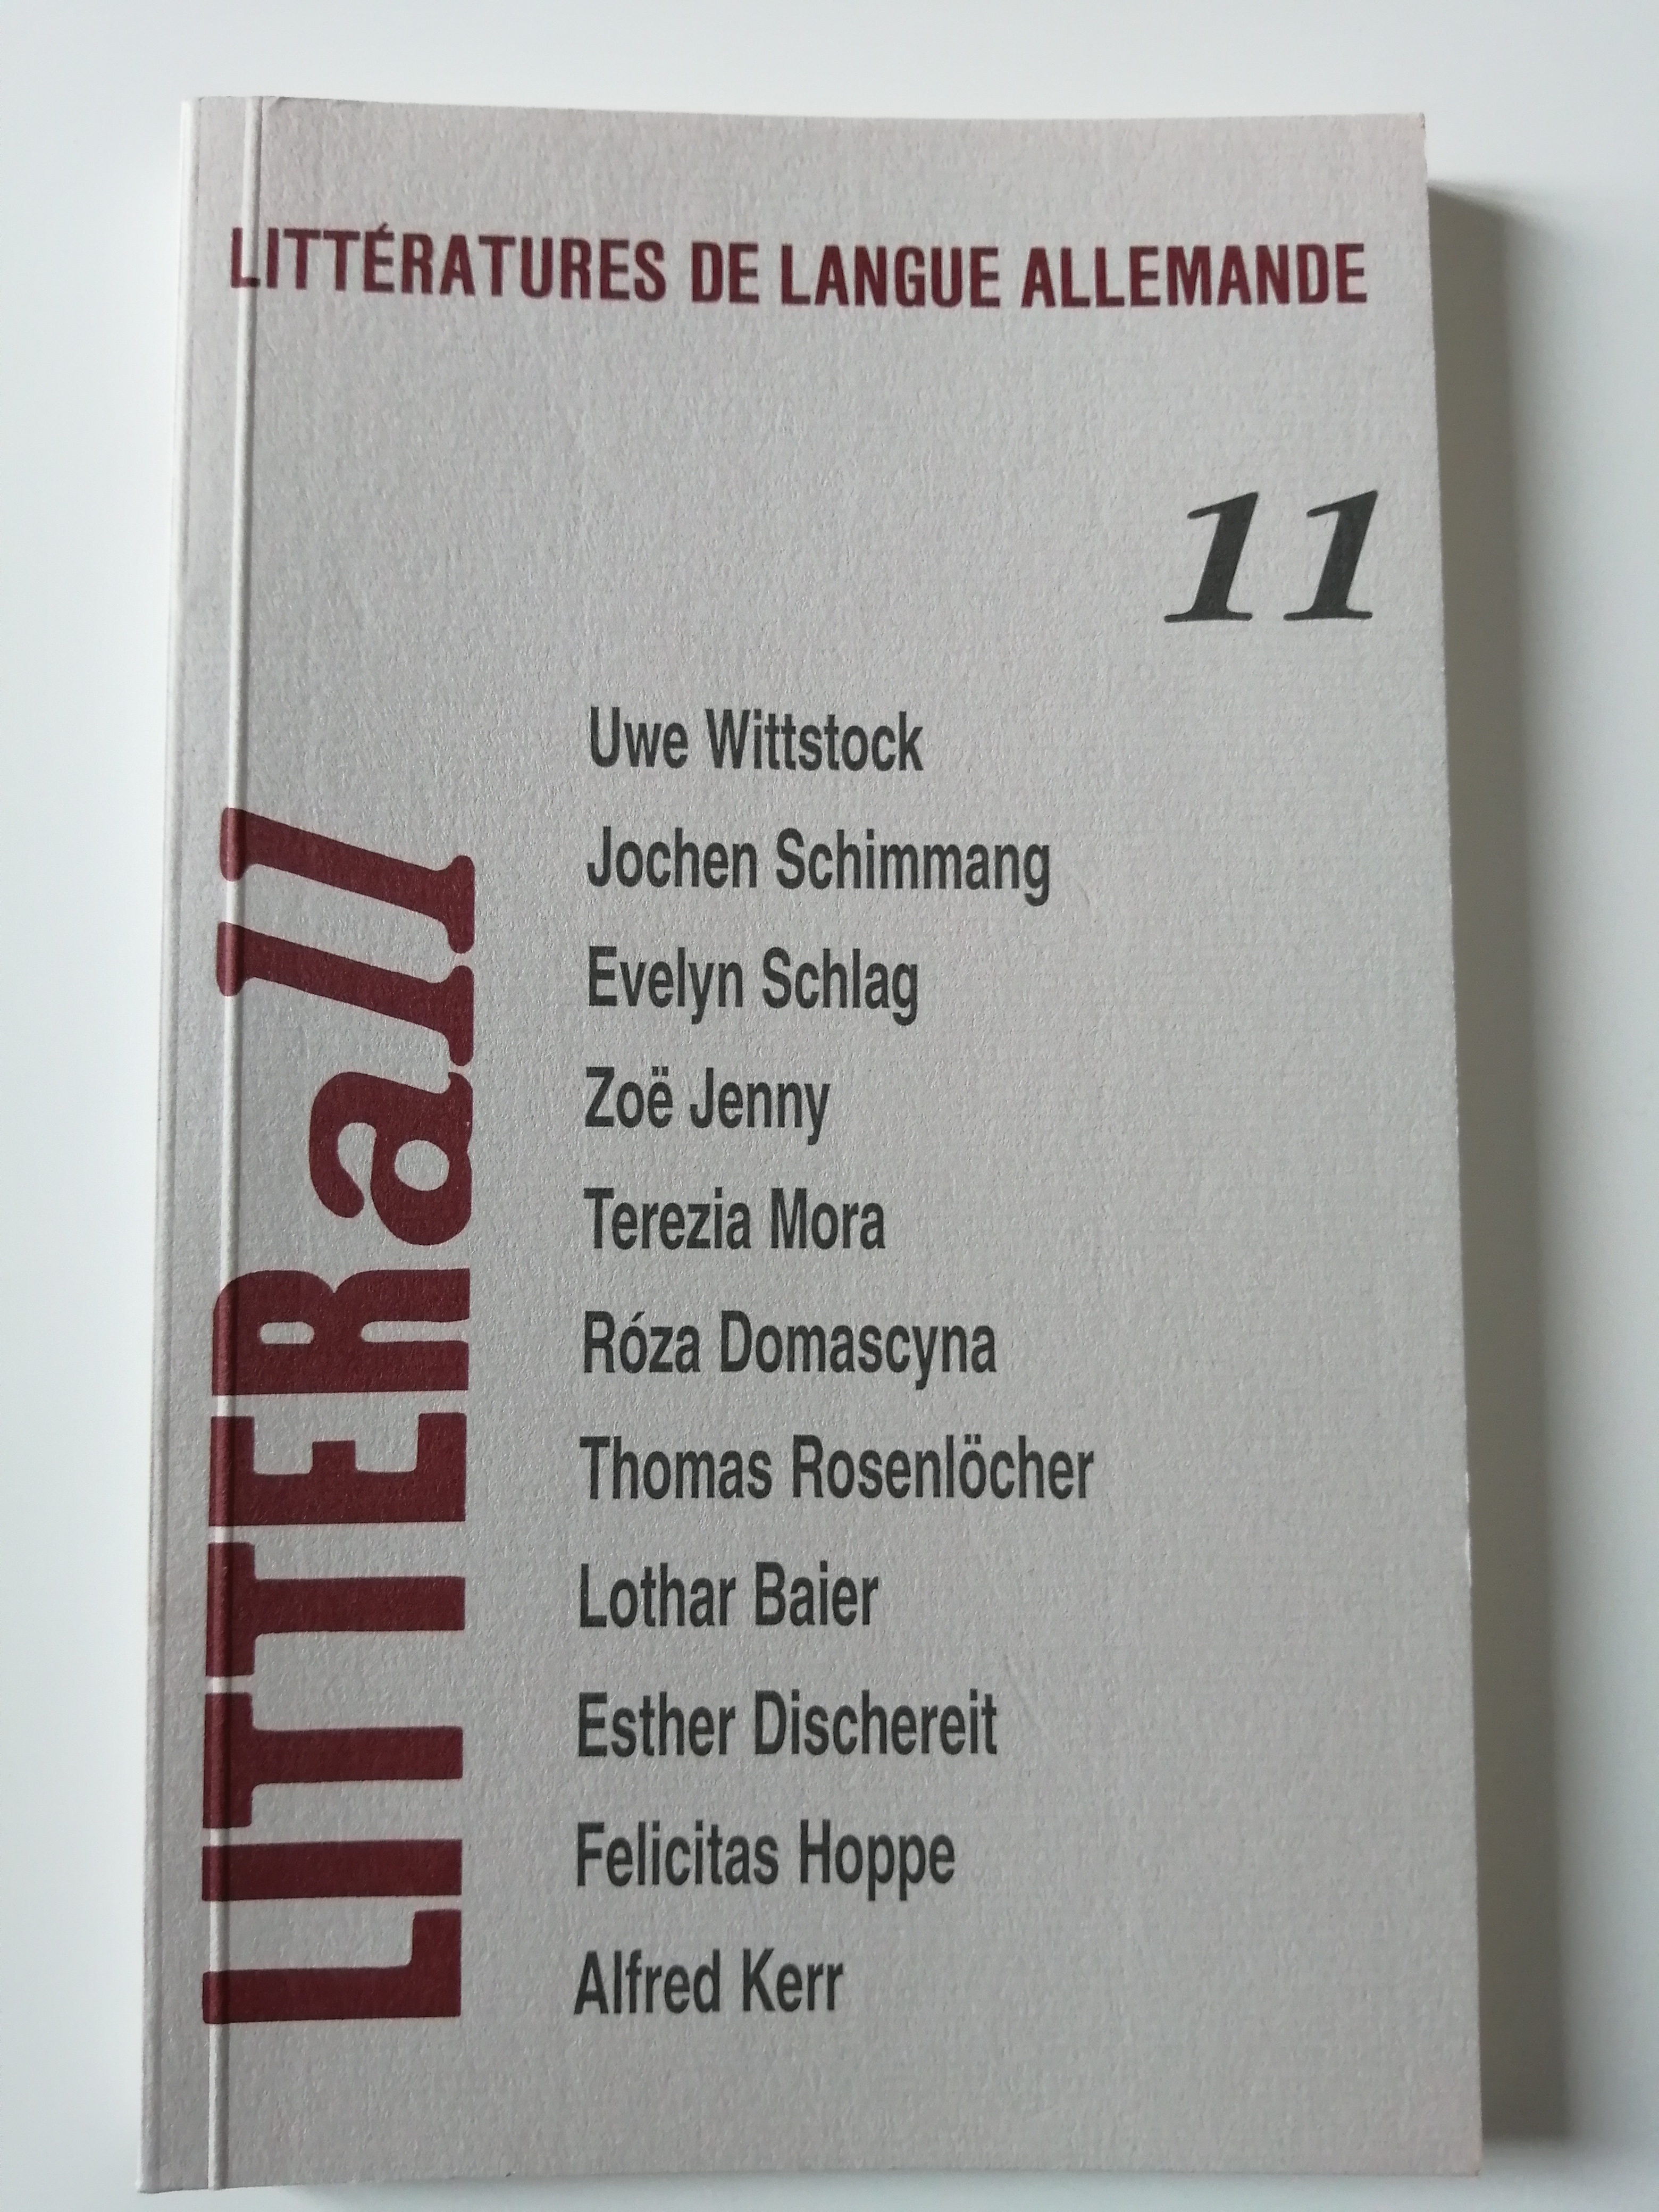 LITTÉRATURES DE LANGUE ALLEMANDE
11
LITTERall
Uwe Wittstock
Jochen Schimmang
Evelyn Schlag
Zoë Jenny
Terezia Mora
Róza Domascyna
Thomas Rosenlöcher
Lothar Baier
Esther Dischereit
Felicitas Hoppe
Alfred Kerr